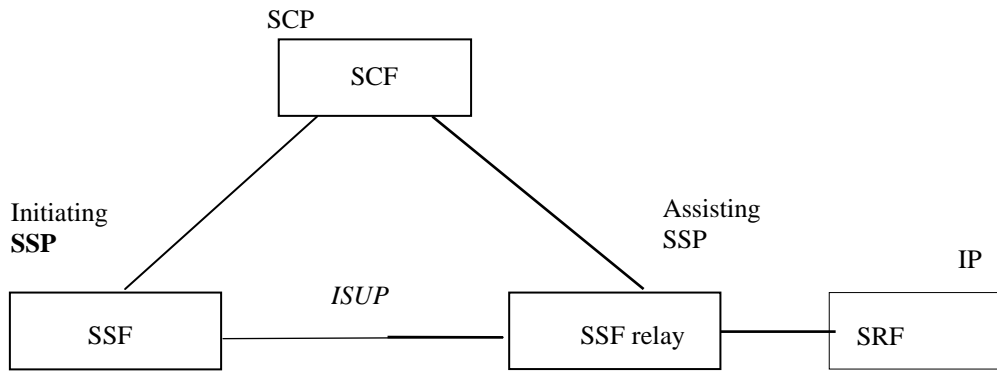 SCP
SCF
Initiating
SSP
Assisting
SSP
IP
ISUP
SSF
SSF relay
SRF